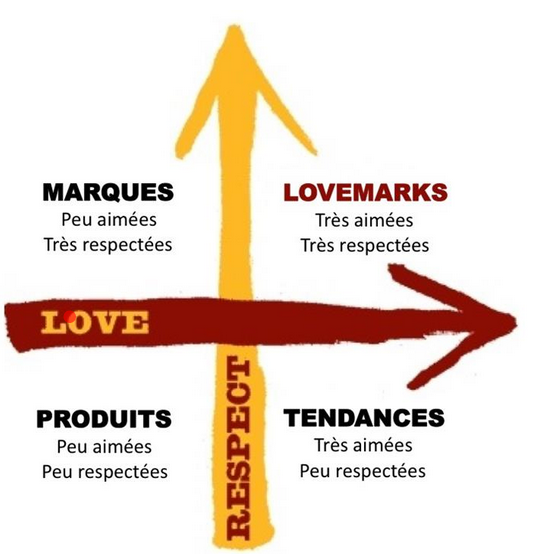 MARQUES
Peu aimées
Très respectées
LOVEMARKS
Très aimées
Très respectées
LOVE
RESPECT
PRODUITS
Peu aimées
Peu respectées
TENDANCES
Très aimées
Peu respectées